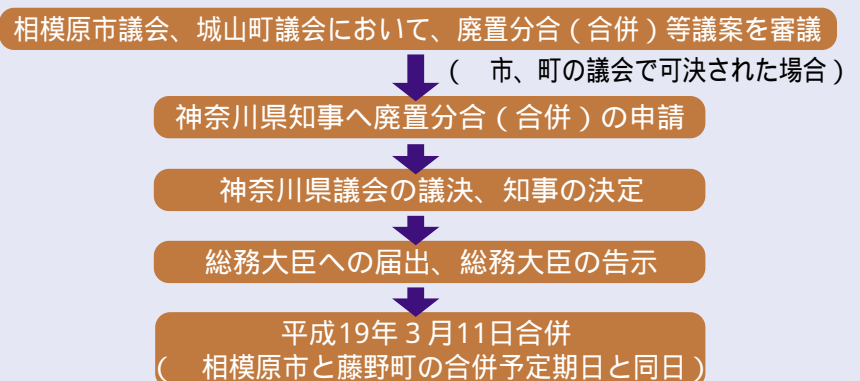 相模原市議会、城山町議会において、廃置分合（合併）等議案を審議
（　市、町の議会で可決された場合）
神奈川県知事へ廃置分合（合併）の申請
神奈川県議会の議決、知事の決定
総務大臣への届出、総務大臣の告示
平成19年３月11日合併
（　相模原市と藤野町の合併予定期日と同日）